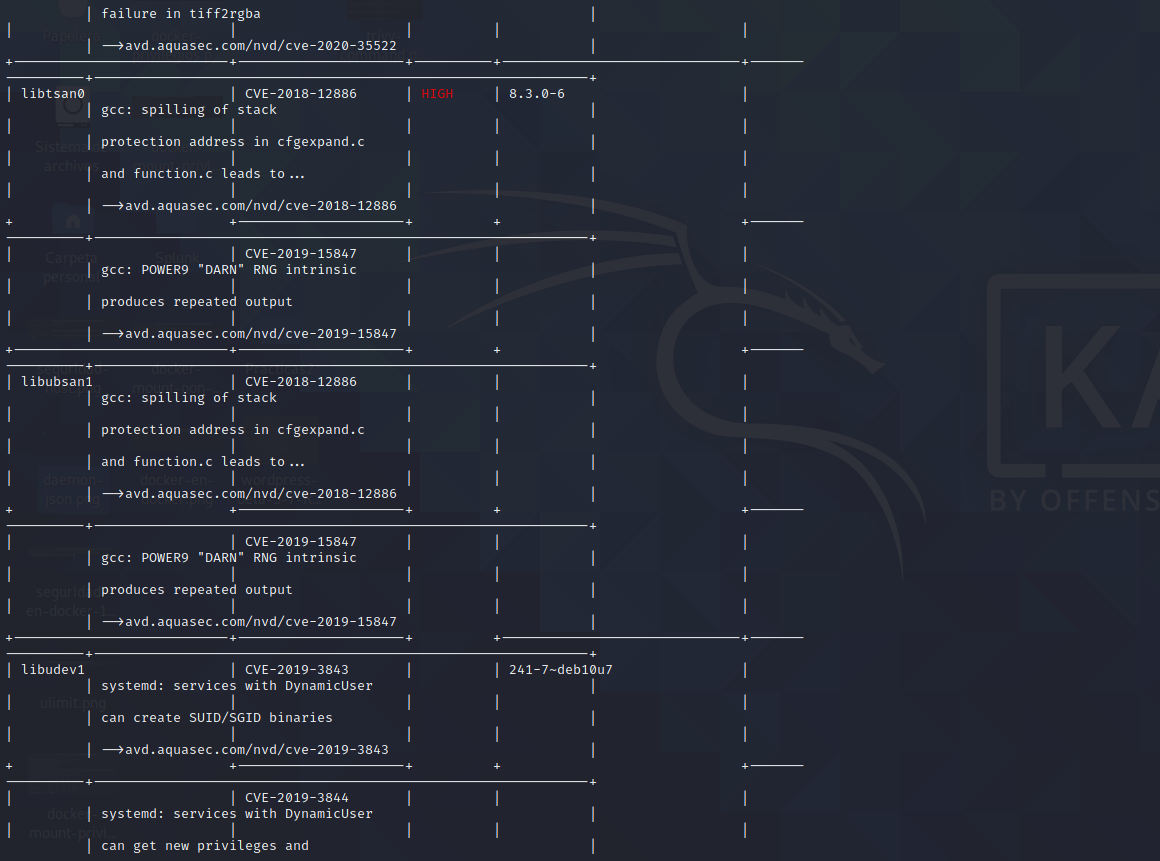 failure in tiff2rgba
⟶avd.aquasec.com/nvd/cve-2020-35522
libtsan0 CVE-2018-12886 HIGH 8.3.0-6
gcc: spilling of stack
protection address in cfgexpand.c
and function.c leads to...
⟶avd.aquasec.com/nvd/cve-2018-12886
CVE-2019-15847
gcc: POWER9 "DARN" RNG intrinsic
produces repeated output
⟶avd.aquasec.com/nvd/cve-2019-15847
libubsan1 CVE-2018-12886
gcc: spilling of stack
protection address in cfgexpand.c
and function.c leads to...
⟶avd.aquasec.com/nvd/cve-2018-12886
CVE-2019-15847
gcc: POWER9 "DARN" RNG intrinsic
produces repeated output
⟶avd.aquasec.com/nvd/cve-2019-15847
libudev1 CVE-2019-3843 241-7~deb10u7
systemd: services with DynamicUser
can create SUID/SGID binaries
⟶avd.aquasec.com/nvd/cve-2019-3843
CVE-2019-3844
systemd: services with DynamicUser
can get new privileges and
KA
BY OFFENS